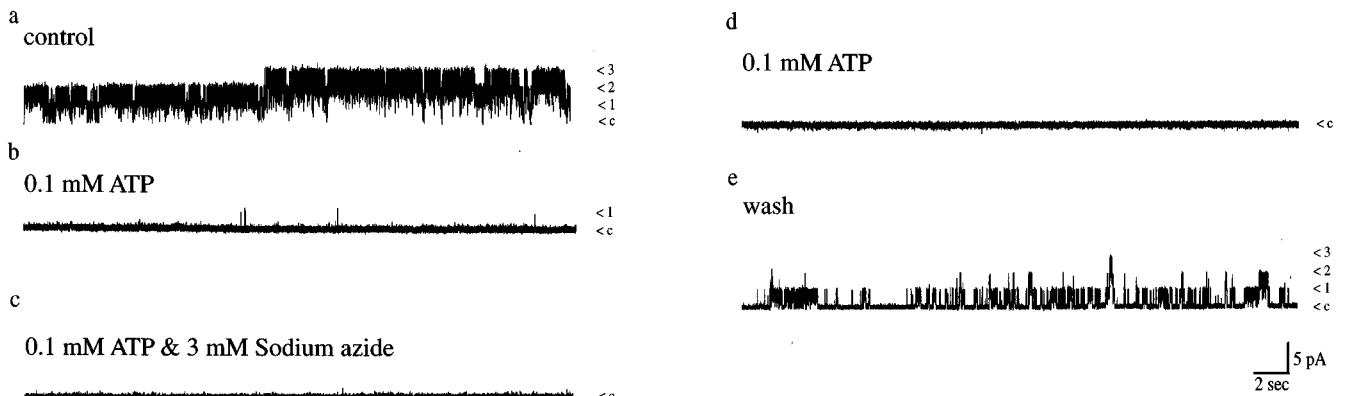 a
control
<3
<2
<1
<c
b
0.1 mM ATP
<1
<c
c
0.1 mM ATP & 3 mM Sodium azide
d
0.1 mM ATP
<c
e
wash
<3
<2
<1
<c
5 pA
2 sec